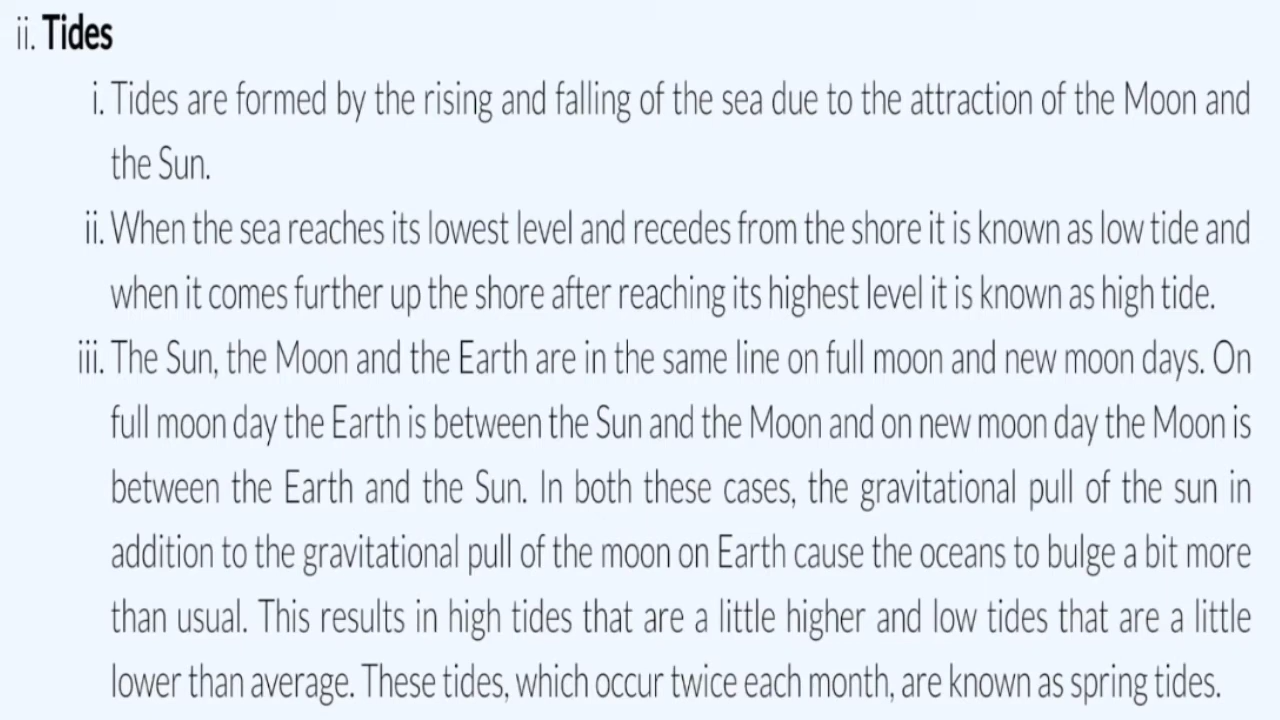 ii. Tides
i. Tides are formed by the rising and falling of the sea due to the attraction of the Moon and
the Sun.
ii. When the sea reaches its lowest level and recedes from the shore it is known as low tide and
when it comes further up the shore after reaching its highest level it is known as high tide.
iii. The Sun, the Moon and the Earth are in the same line on full moon and new moon days. On
full moon day the Earth is between the Sun and the Moon and on new moon day the Moon is
between the Earth and the Sun. In both these cases, the gravitational pull of the sun in
addition to the gravitational pull of the moon on Earth cause the oceans to bulge a bit more
than usual. This results in high tides that are a little higher and low tides that are a little
lower than average. These tides, which occur twice each month, are known as spring tides.